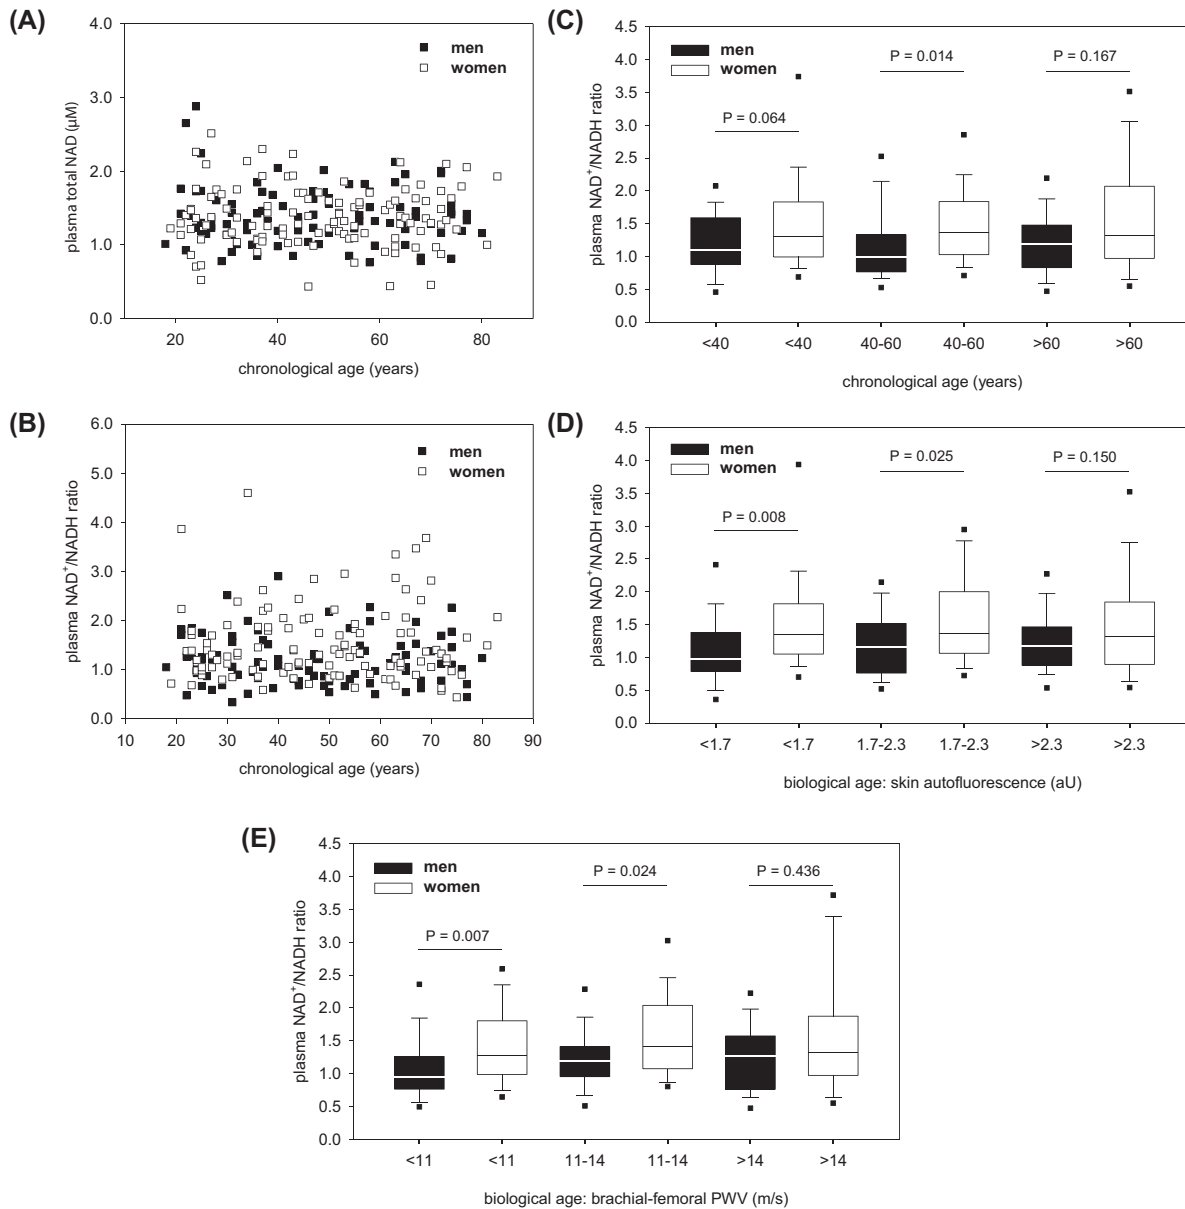 (A)
4.0
3.0
2.0
1.0
0.0
plasma total NAD (µM)
men
women
20
40
60
80
chronological age (years)
(B)
6.0
5.0
4.0
3.0
2.0
1.0
0.0
plasma NAD⁺/NADH ratio
men
women
10 20 30 40 50 60 70 80 90
chronological age (years)
(C)
4.5
4.0
3.5
3.0
2.5
2.0
1.5
1.0
0.5
0.0
plasma NAD⁺/NADH ratio
men
women
P = 0.064
P = 0.014
P = 0.167
<40 <40 40-60 40-60 >60 >60
chronological age (years)
(D)
4.5
4.0
3.5
3.0
2.5
2.0
1.5
1.0
0.5
0.0
plasma NAD⁺/NADH ratio
men
women
P = 0.008
P = 0.025
P = 0.150
<1.7 <1.7 1.7-2.3 1.7-2.3 >2.3 >2.3
biological age: skin autofluorescence (aU)
(E)
4.5
4.0
3.5
3.0
2.5
2.0
1.5
1.0
0.5
0.0
plasma NAD⁺/NADH ratio
men
women
P = 0.007
P = 0.024
P = 0.436
<11 <11 11-14 11-14 >14 >14
biological age: brachial-femoral PWV (m/s)